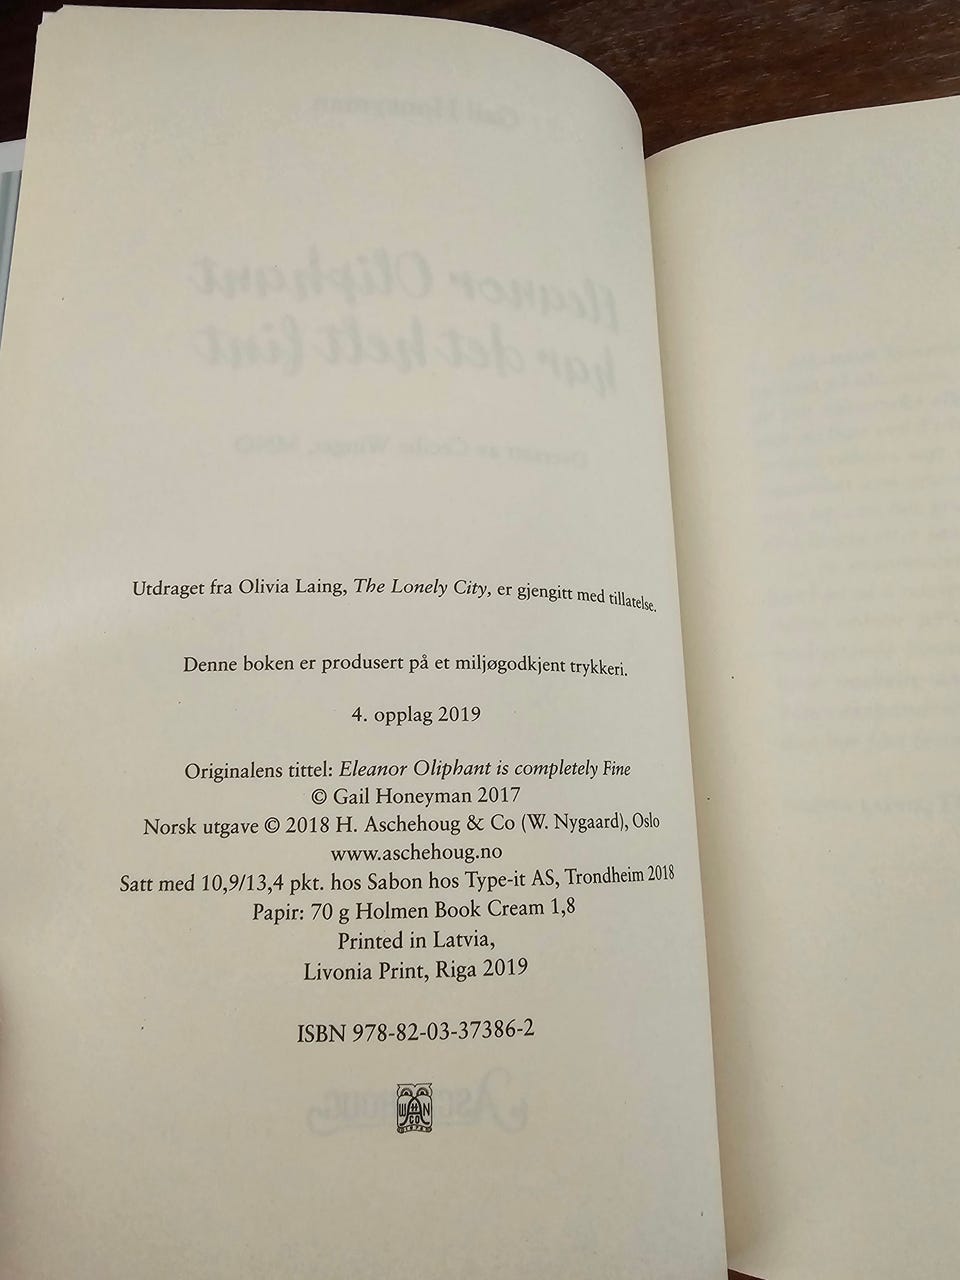 Utdraget fra Olivia Laing, The Lonely City, er gjengitt med tillatelse.
Denne boken er produsert på et miljøgodkjent trykkeri.
4. opplag 2019
Originalens tittel: Eleanor Oliphant is completely Fine
© Gail Honeyman 2017
Norsk utgave © 2018 H. Aschehoug & Co (W. Nygaard), Oslo
www.aschehoug.no
Satt med 10,9/13,4 pkt. hos Sabon hos Type-it AS, Trondheim 2018
Papir: 70 g Holmen Book Cream 1,8
Printed in Latvia,
Livonia Print, Riga 2019
ISBN 978-82-03-37386-2